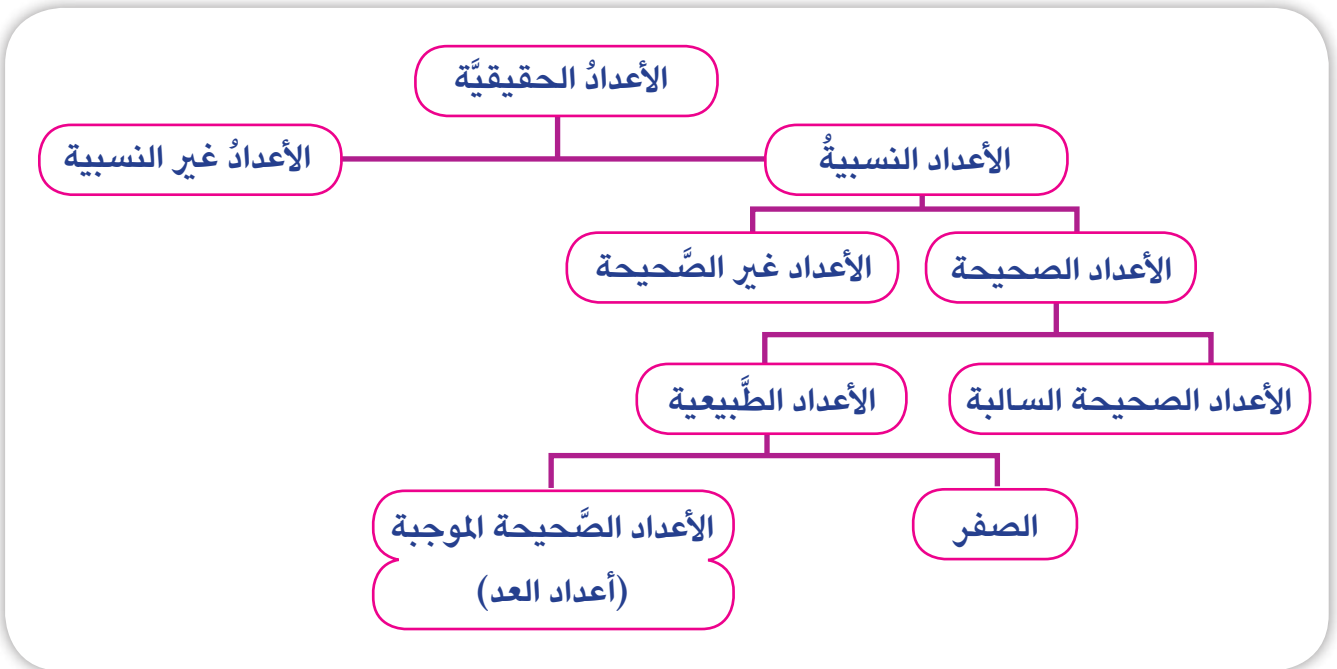 الأعدادُ الحقيقيَّة
الأعداد النسبيةُ
الأعدادُ غير النسبية
الأعداد الصحيحة
الأعداد غير الصَّحيحة
الأعداد الصحيحة السالبة
الأعداد الطَّبيعية
الصفر
الأعداد الصَّحيحة الموجبة
(أعداد العد)